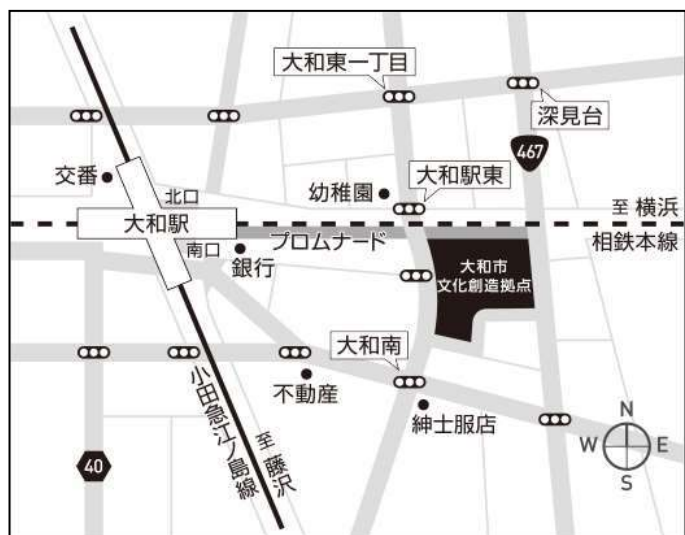 大和東一丁目
深見台
467
交番
北口
幼稚園
大和駅東
至 横浜
大和駅
南口
プロムナード
相鉄本線
銀行
大和市
文化創造拠点
大和南
不動産
紳士服店
小田急江ノ島線
至 藤沢
40
N
W
E
S